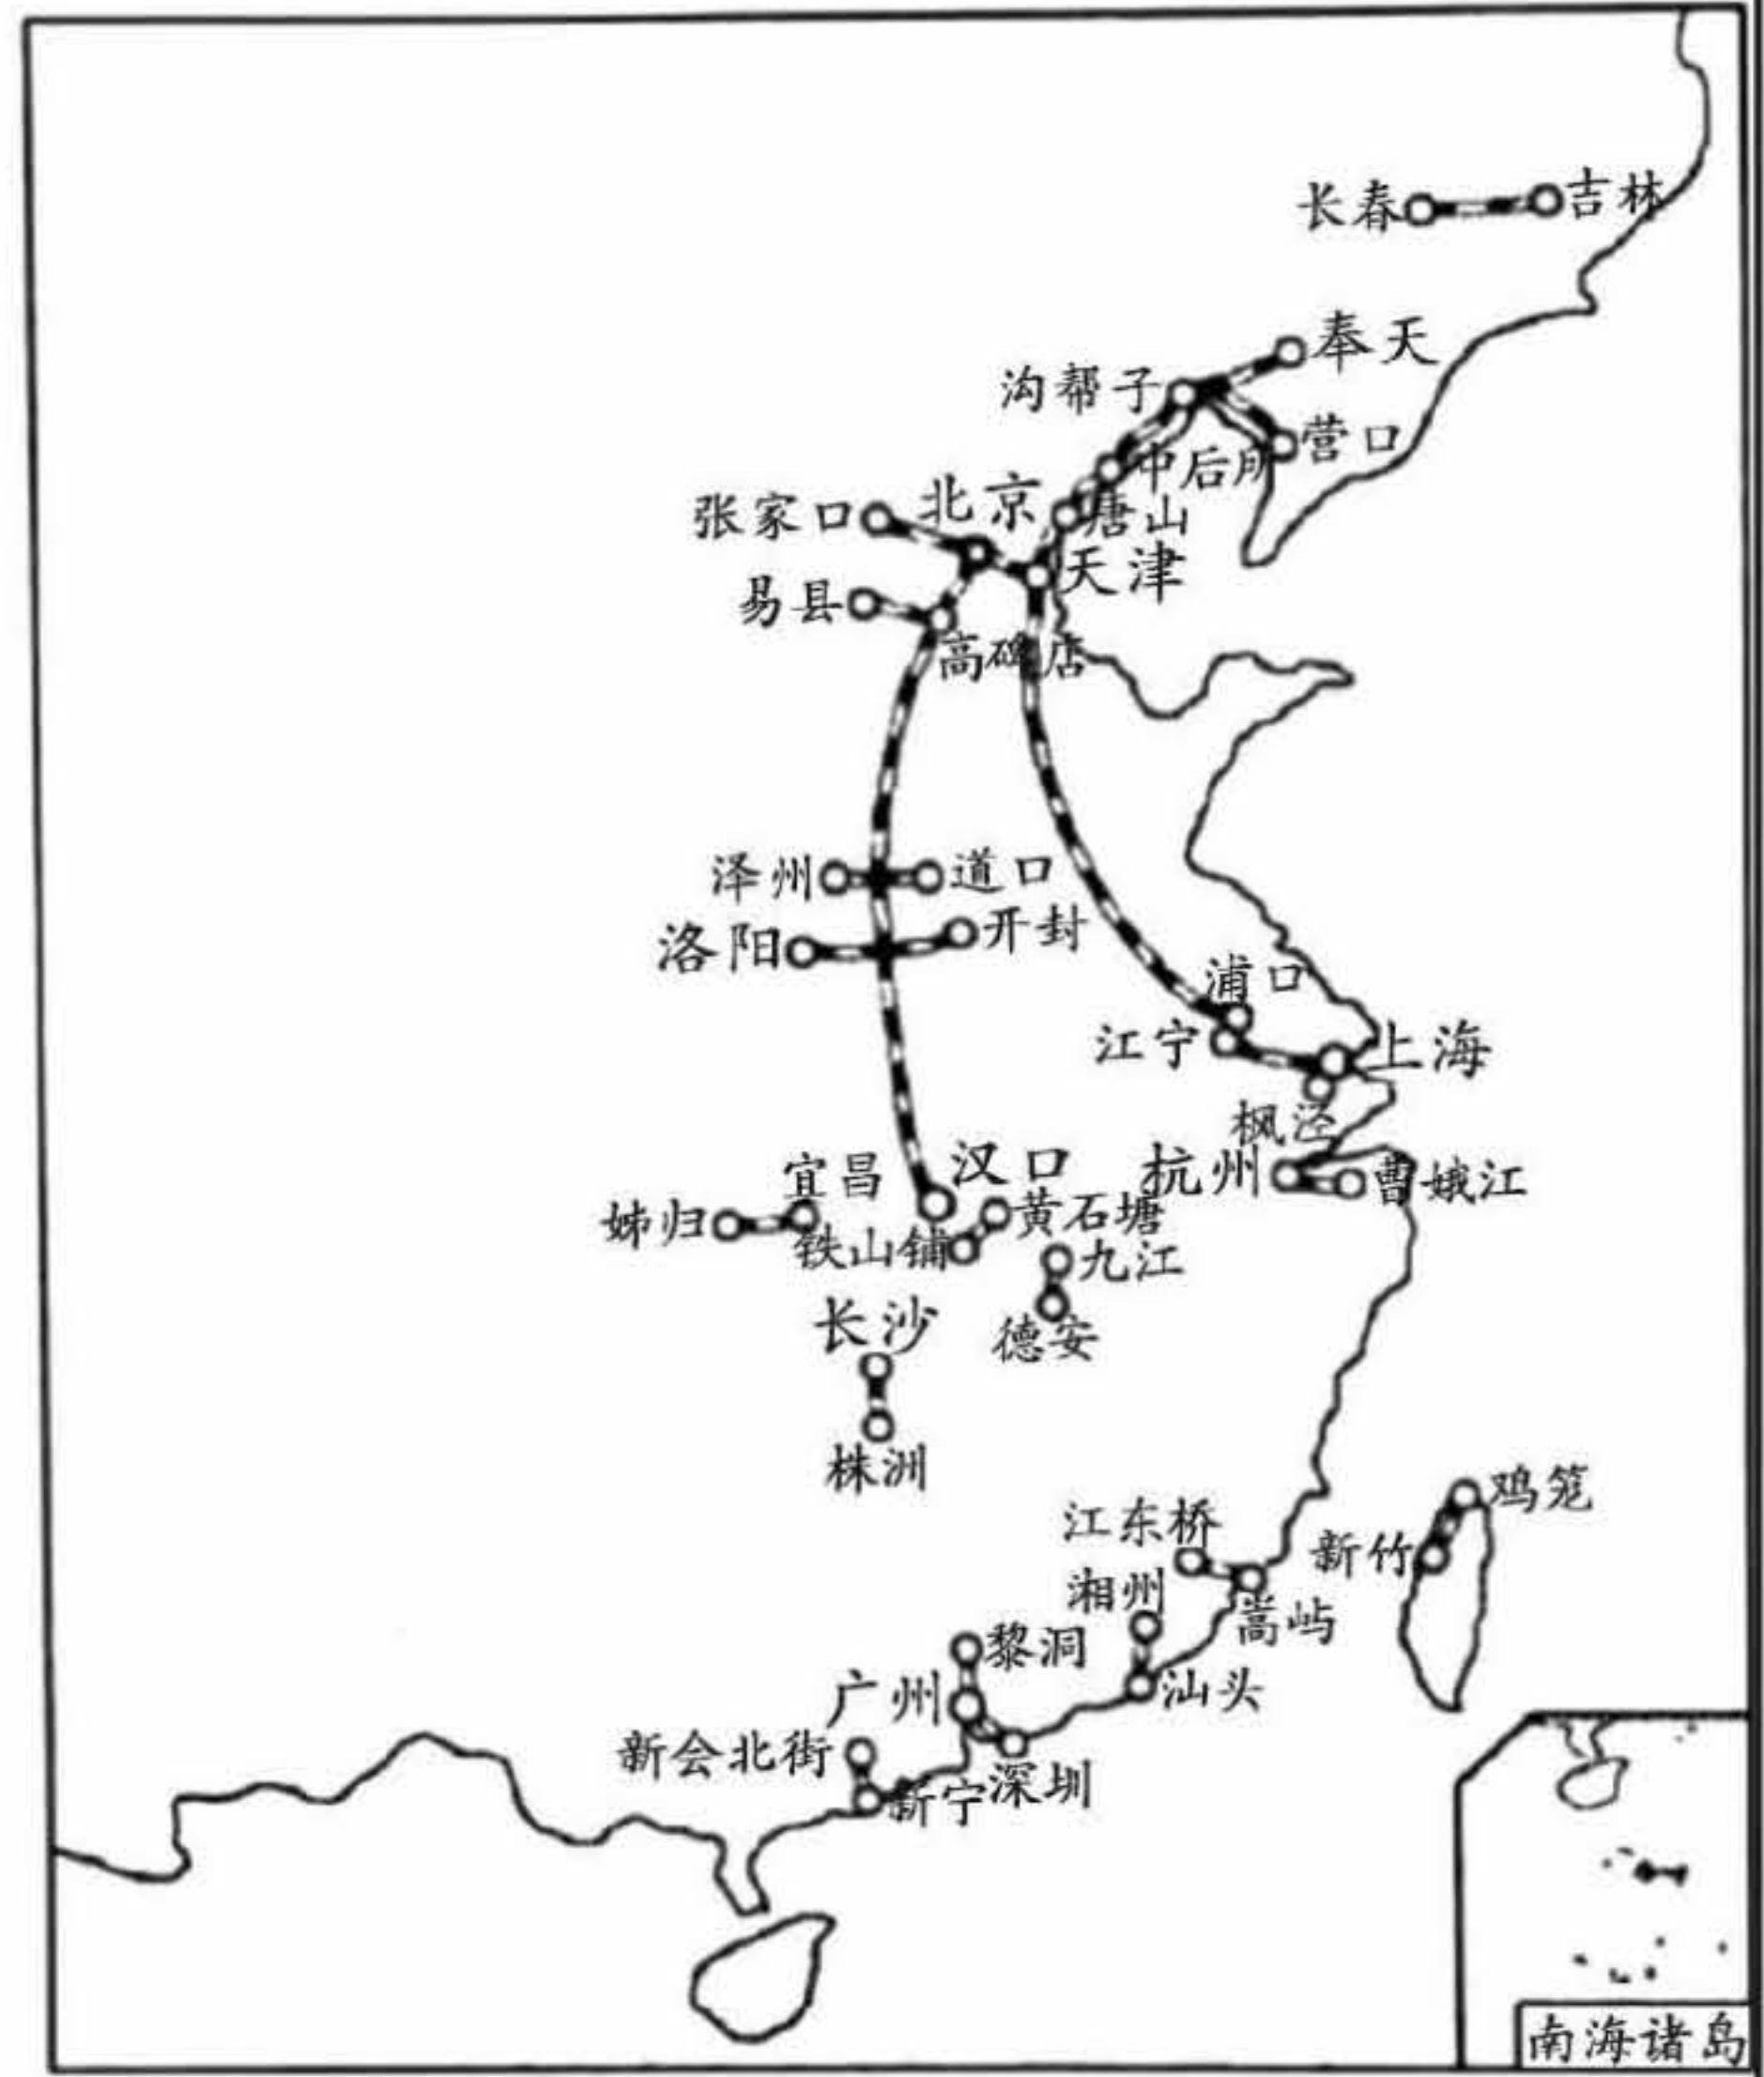 长春
吉林
奉天
沟帮子
营口
中后所
张家口
北京
唐山
天津
易县
高碑店
泽州
道口
洛阳
开封
浦口
江宁
上海
枫泾
杭州
曹娥江
汉口
宜昌
姊归
黄石塘
铁山铺
九江
德安
长沙
株洲
鸡笼
新竹
江东桥
湘州
嵩屿
黎洞
汕头
广州
新会北街
深圳
新宁
南海诸岛